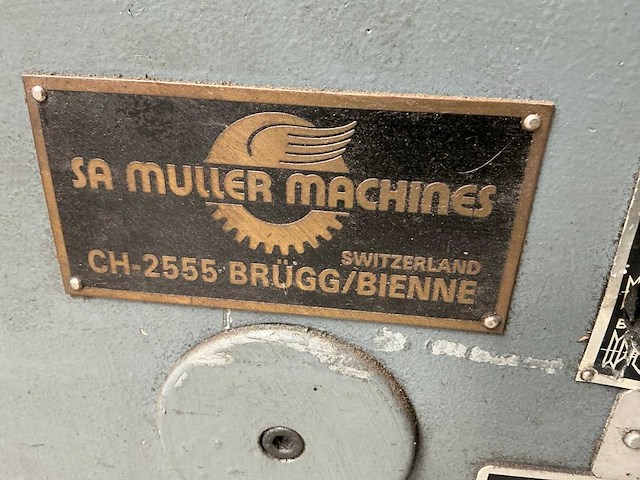 SA MULLER MACHINES
SWITZERLAND
CH-2555 BRÜGG/BIENNE